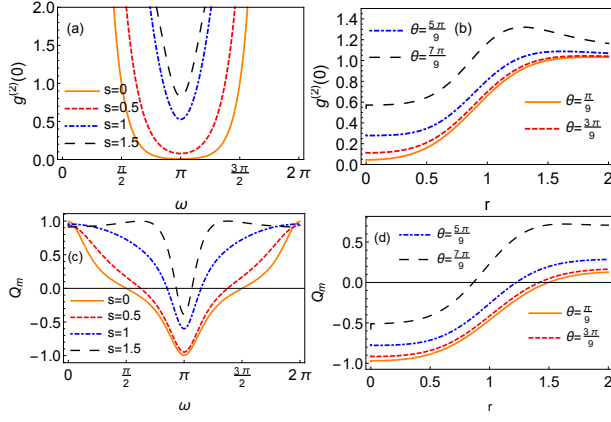 (a)
g⁽²⁾(0)
2.0
1.5
1.0
0.5
0.0
s=0
s=0.5
s=1
s=1.5
0 π/2 π 3π/2 2π
ω
(b)
g⁽²⁾(0)
1.4
1.2
1.0
0.8
0.6
0.4
0.2
0.0
θ=5π/9
θ=7π/9
θ=π/9
θ=3π/9
0 0.5 1 1.5 2
r
(c)
Qₘ
1.0
0.5
0.0
−0.5
−1.0
s=0
s=0.5
s=1
s=1.5
0 π/2 π 3π/2 2π
ω
(d)
Qₘ
0.5
0.0
−0.5
−1.0
θ=5π/9
θ=7π/9
θ=π/9
θ=3π/9
0 0.5 1 1.5 2
r